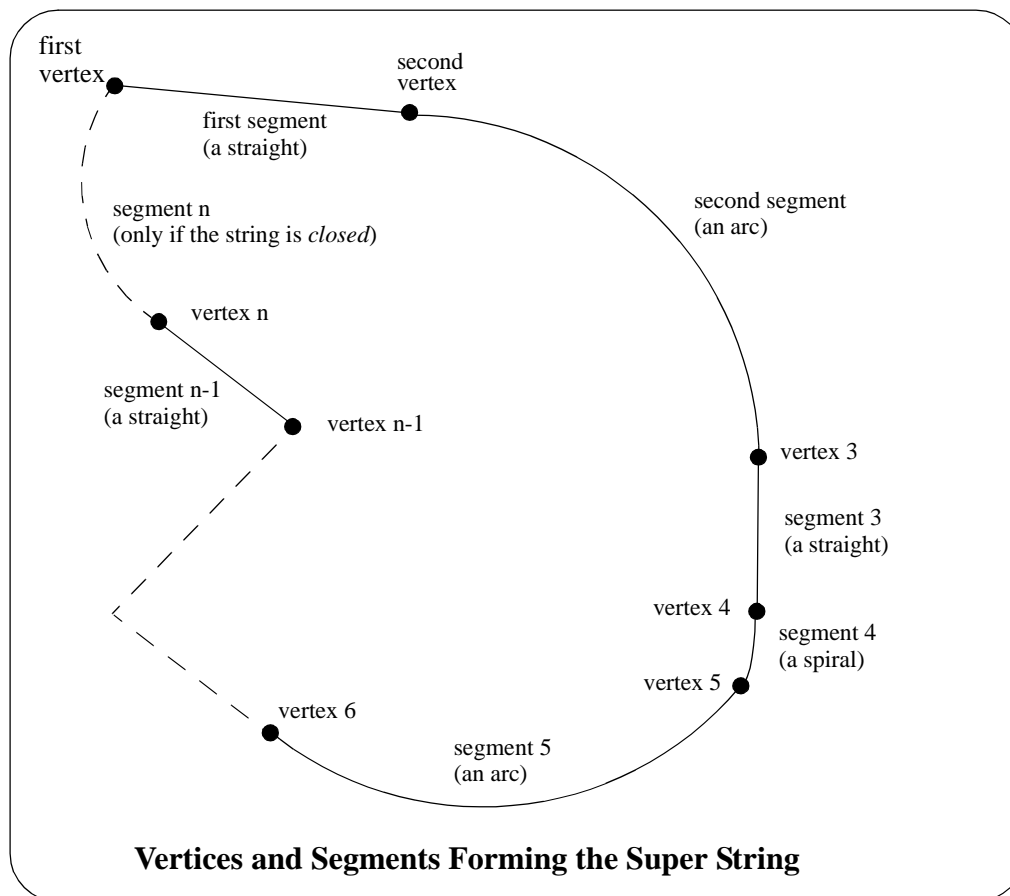 first
vertex
second
vertex
first segment
(a straight)
second segment
(an arc)
segment n
(only if the string is closed)
vertex n
segment n-1
(a straight)
vertex n-1
vertex 3
segment 3
(a straight)
vertex 4
segment 4
(a spiral)
vertex 5
vertex 6
segment 5
(an arc)
Vertices and Segments Forming the Super String